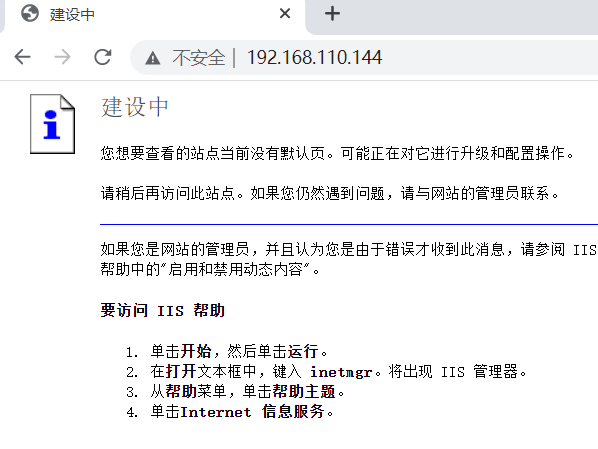 建设中
不安全 | 192.168.110.144
建设中
您想要查看的站点当前没有默认页。可能正在对它进行升级和配置操作。
请稍后再访问此站点。如果您仍然遇到问题，请与网站的管理员联系。
如果您是网站的管理员，并且认为您是由于错误才收到此消息，请参阅 IIS
帮助中的"启用和禁用动态内容"。
要访问 IIS 帮助
1. 单击开始，然后单击运行。
2. 在打开文本框中，键入 inetmgr。将出现 IIS 管理器。
3. 从帮助菜单，单击帮助主题。
4. 单击Internet 信息服务。